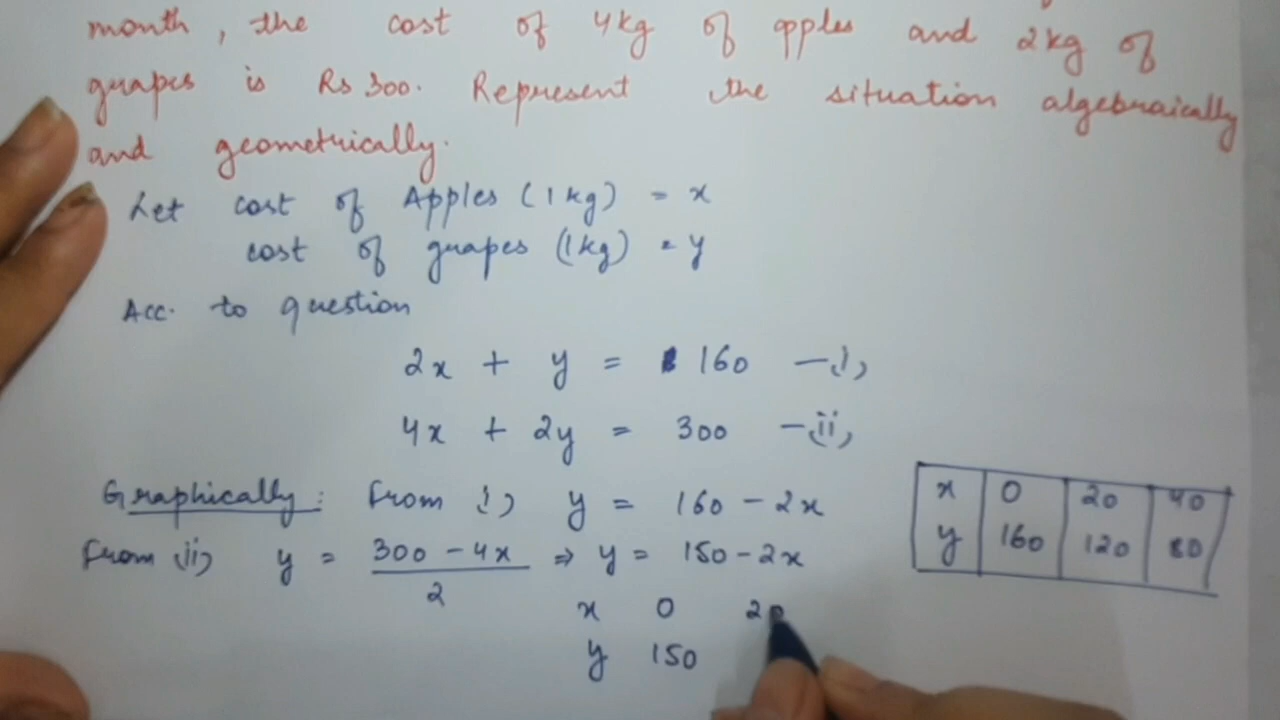 month, the cost of 4kg of apples and 2kg of
grapes is Rs 300. Represent the situation algebraically
and geometrically.
Let cost of Apples (1kg) = x
cost of grapes (1kg) = y
Acc. to question
2x + y = 160 — i)
4x + 2y = 300 — ii)
Graphically: From i) y = 160 - 2x
From ii) y = 300 - 4x / 2 ⇒ y = 150 - 2x
x 0 20 40
y 160 120 80
x 0 20
y 150